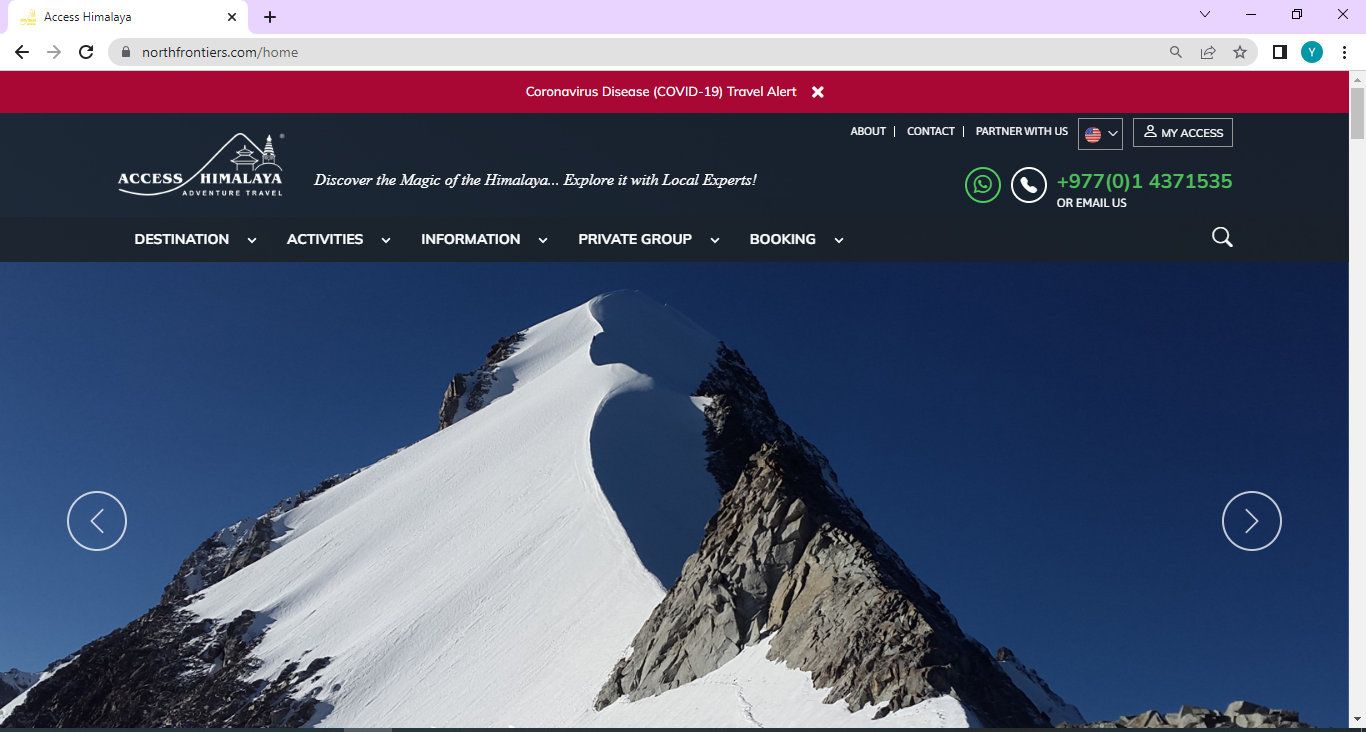 Access Himalaya
northfrontiers.com/home
Y
Coronavirus Disease (COVID-19) Travel Alert
ABOUT | CONTACT | PARTNER WITH US
MY ACCESS
ACCESS HIMALAYA ®
ADVENTURE TRAVEL
Discover the Magic of the Himalaya... Explore it with Local Experts!
+977(0)1 4371535
OR EMAIL US
DESTINATION ACTIVITIES INFORMATION PRIVATE GROUP BOOKING